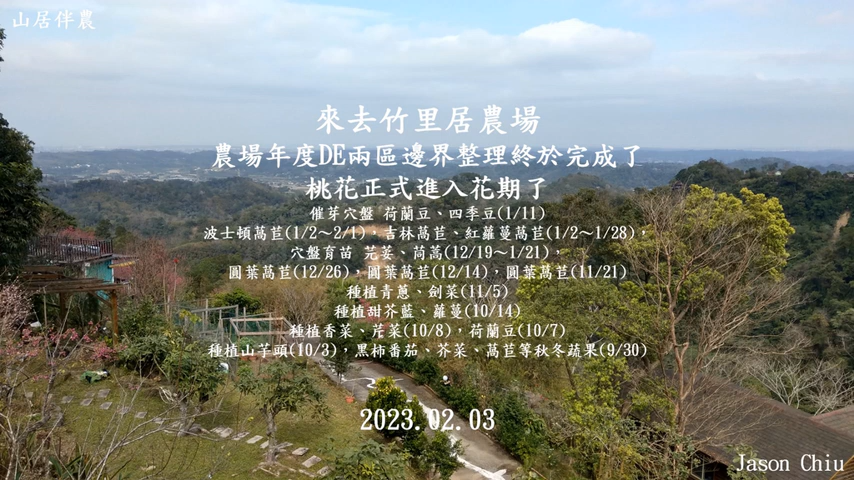 山居伴農
來去竹里居農場
農場年度DE兩區邊界整理終於完成了
桃花正式進入花期了
催芽穴盤 荷蘭豆、四季豆(1/11)
波士頓萵苣(1/2~2/1)，吉林萵苣、紅蘿蔓萵苣(1/2~1/28)，
穴盤育苗 芫荽、茼蒿(12/19~1/21)，
圓葉萵苣(12/26)，圓葉萵苣(12/14)，圓葉萵苣(11/21)
種植青蔥、劍菜(11/5)
種植甜芥藍、蘿蔓(10/14)
種植香菜、芹菜(10/8)，荷蘭豆(10/7)
種植山芋頭(10/3)，黑柿番茄、芥菜、萵苣等秋冬蔬果(9/30)
2023.02.03
Jason Chiu